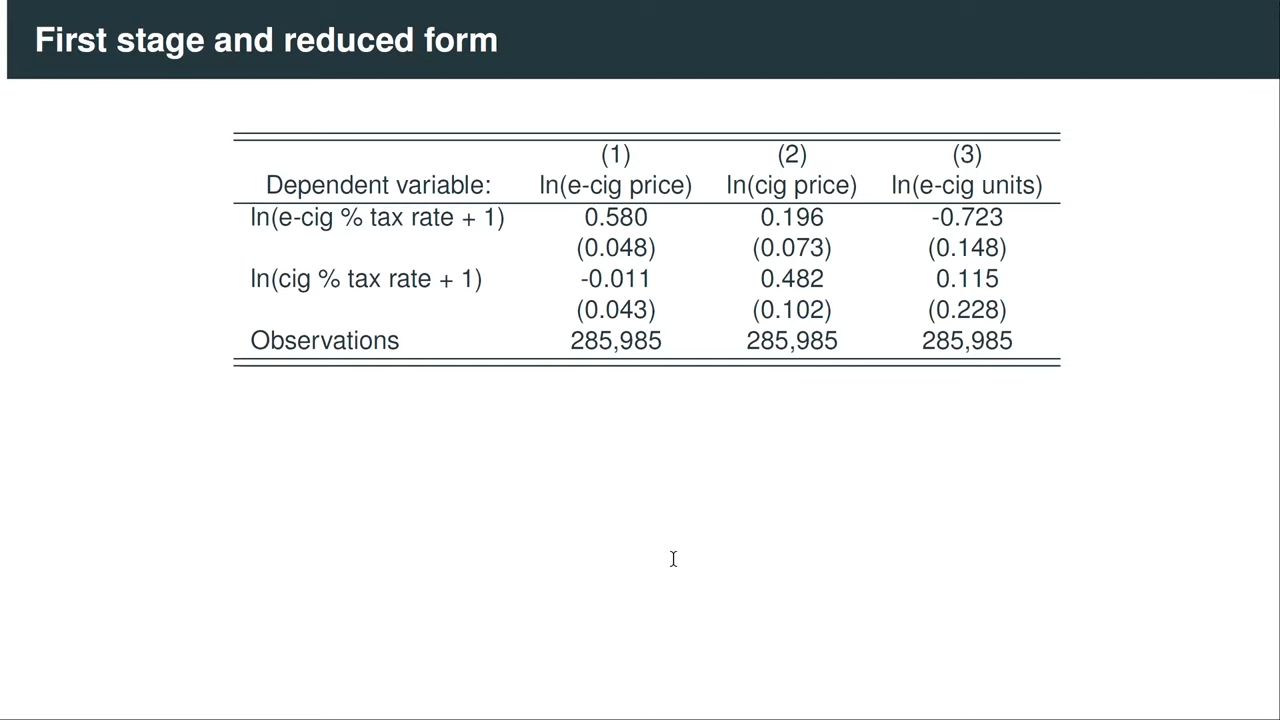 First stage and reduced form
(1) (2) (3)
Dependent variable: ln(e-cig price) ln(cig price) ln(e-cig units)
ln(e-cig % tax rate + 1) 0.580 0.196 -0.723
(0.048) (0.073) (0.148)
ln(cig % tax rate + 1) -0.011 0.482 0.115
(0.043) (0.102) (0.228)
Observations 285,985 285,985 285,985